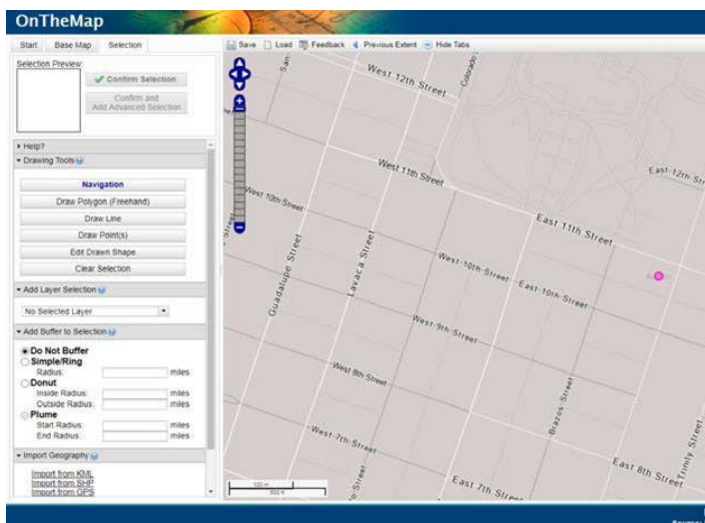 OnTheMap
Start Base Map Selection
Save Load Feedback Previous Extent Hide Tabs
Selection Preview:
Confirm Selection
Confirm and
Add Advanced Selection
Help?
Drawing Tools
Navigation
Draw Polygon (Freehand)
Draw Line
Draw Point(s)
Edit Drawn Shape
Clear Selection
Add Layer Selection
No Selected Layer
Add Buffer to Selection
Do Not Buffer
Simple/Ring
Radius: miles
Donut
Inside Radius: miles
Outside Radius: miles
Plume
Start Radius: miles
End Radius: miles
Import Geography
Import from KML
Import from SHP
Import from GPS
San
West 12th Street
Colorado
West 11th Street
East 12th Str
West 10th Street
East 11th Street
Guadalupe Street
Lavaca Street
West 10th Street
East 10th Street
West 9th Street
West 8th Street
Brazos Street
West 7th Street
East 8th Street
Trinity Street
East 7th Street
100 m
500 ft